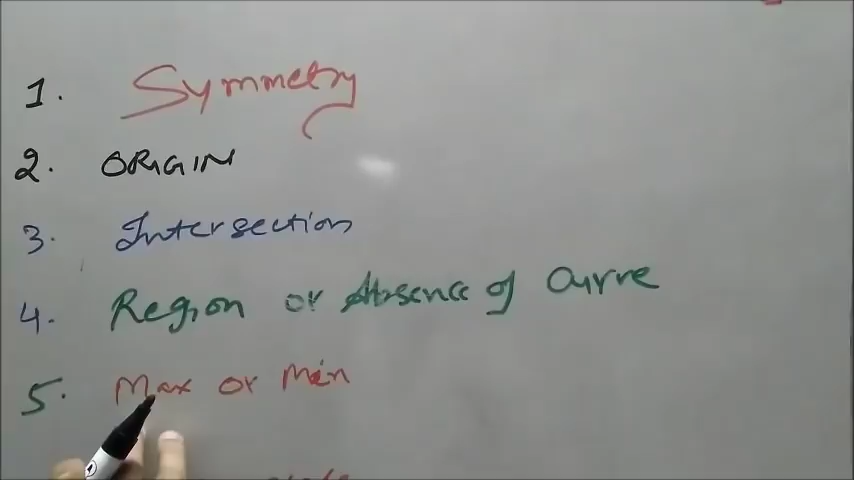 1. Symmetry
2. ORIGIN
3. Intersection
4. Region or Absence of Curve
5. Max or Min